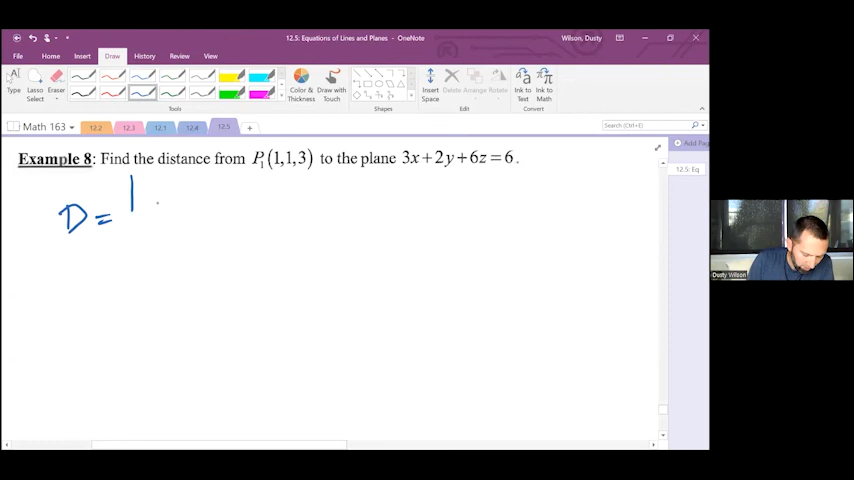 12.5: Equations of Lines and Planes - OneNote
Wilson, Dusty
File Home Insert Draw History Review View
Type Lasso Select Eraser Color & Thickness Draw with Touch Insert Space Delete Arrange Rotate Ink to Text Ink to Math
Tools Shapes Edit Convert
Math 163 12.2 12.3 12.1 12.4 12.5 + Search (Ctrl+E)
Add Pag
12.5: Eq
Example 8: Find the distance from P₁(1,1,3) to the plane 3x+2y+6z=6.
D = |
Dusty Wilson